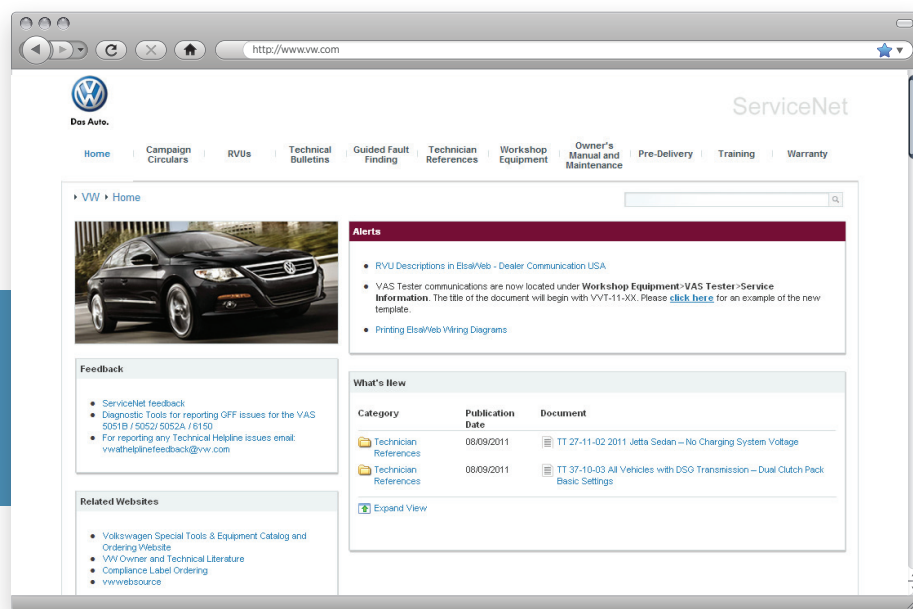 http://www.vw.com
Das Auto.
ServiceNet
Home
Campaign
Circulars
RVUs
Technical
Bulletins
Guided Fault
Finding
Technician
References
Workshop
Equipment
Owner's
Manual and
Maintenance
Pre-Delivery
Training
Warranty
VW Home
Alerts
RVU Descriptions in ElsaWeb - Dealer Communication USA
VAS Tester communications are now located under Workshop Equipment>VAS Tester>Service
Information. The title of the document will begin with VVT-11-XX. Please click here for an example of the new
template.
Printing ElsaWeb Wiring Diagrams
Feedback
ServiceNet feedback
Diagnostic Tools for reporting GFF issues for the VAS
5051B / 5052/ 5052A / 6150
For reporting any Technical Helpline issues email:
vwathelplinefeedback@vw.com
What's New
Category
Publication
Date
Document
Technician
References
08/09/2011
TT 27-11-02 2011 Jetta Sedan – No Charging System Voltage
Technician
References
08/09/2011
TT 37-10-03 All Vehicles with DSG Transmission – Dual Clutch Pack
Basic Settings
Expand View
Related Websites
Volkswagen Special Tools & Equipment Catalog and
Ordering Website
VW Owner and Technical Literature
Compliance Label Ordering
vwwebsource